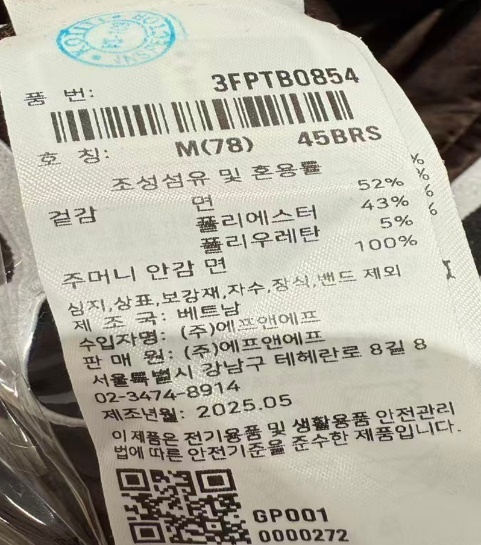 품 번: 3FPTB0854
호 칭: M(78) 45BRS
조성섬유 및 혼용률
겉감 면 52%
폴리에스터 43%
폴리우레탄 5%
주머니 안감 면 100%
심지,상표,보강재,자수,장식,밴드 제외
제 조 국: 베트남
수입자명: (주)에프앤에프
판 매 원: (주)에프앤에프
서울특별시 강남구 테헤란로 8길 8
02-3474-8914
제조년월: 2025.05
이 제품은 전기용품 및 생활용품 안전관리
법에 따른 안전기준을 준수한 제품입니다.
GP001
0000272